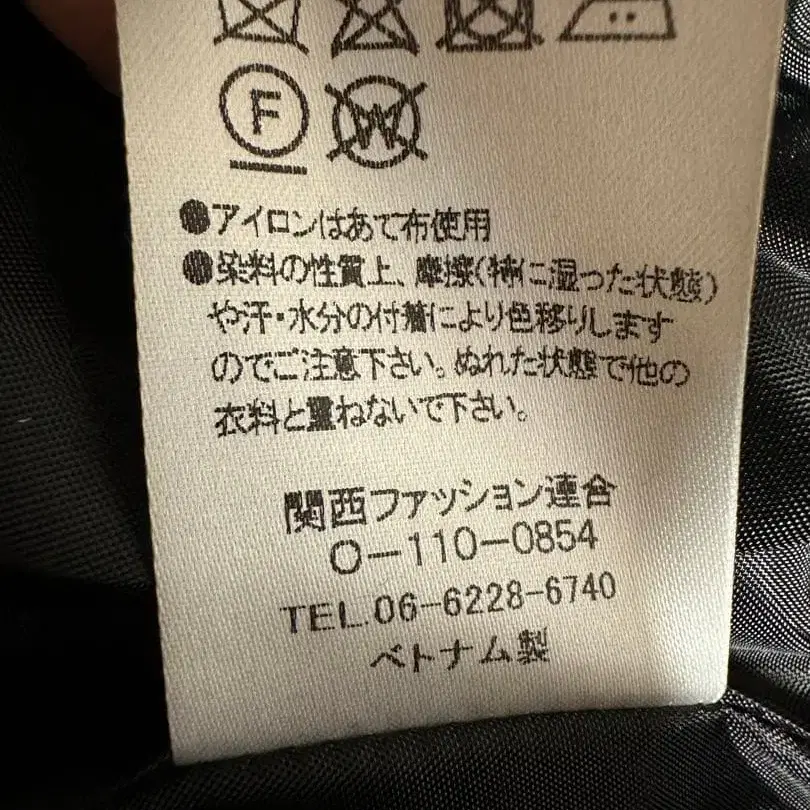 F
W
●アイロンはあて布使用
●染料の性質上、摩擦(特に湿った状態)
や汗・水分の付着により色移りします
のでご注意下さい。ぬれた状態で他の
衣料と重ねないで下さい。
関西ファッション連合
O-110-0854
TEL.06-6228-6740
ベトナム製